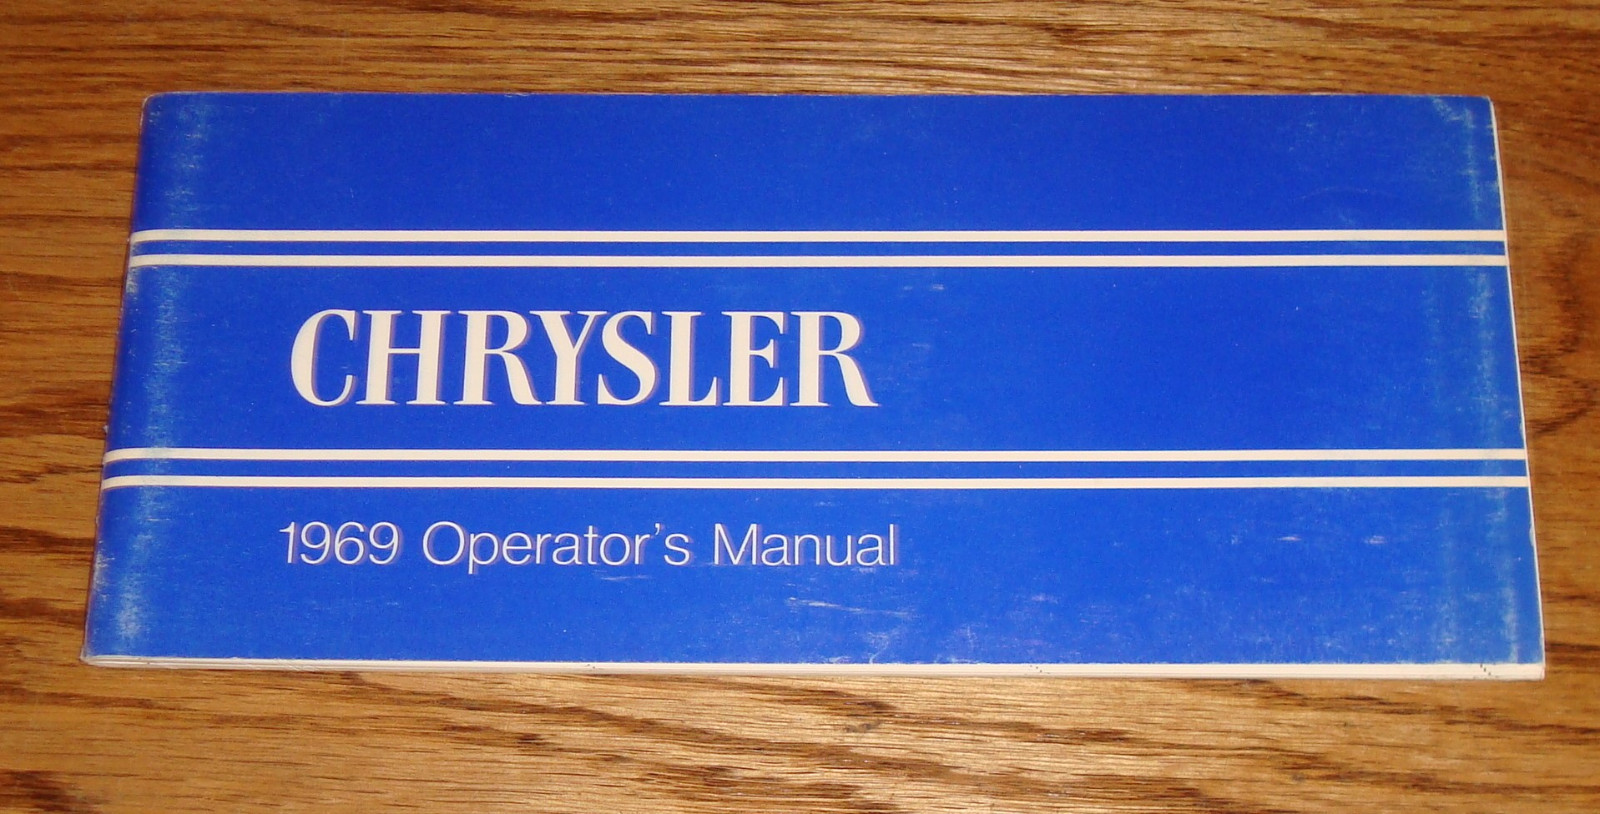 CHRYSLER
1969 Operator's Manual